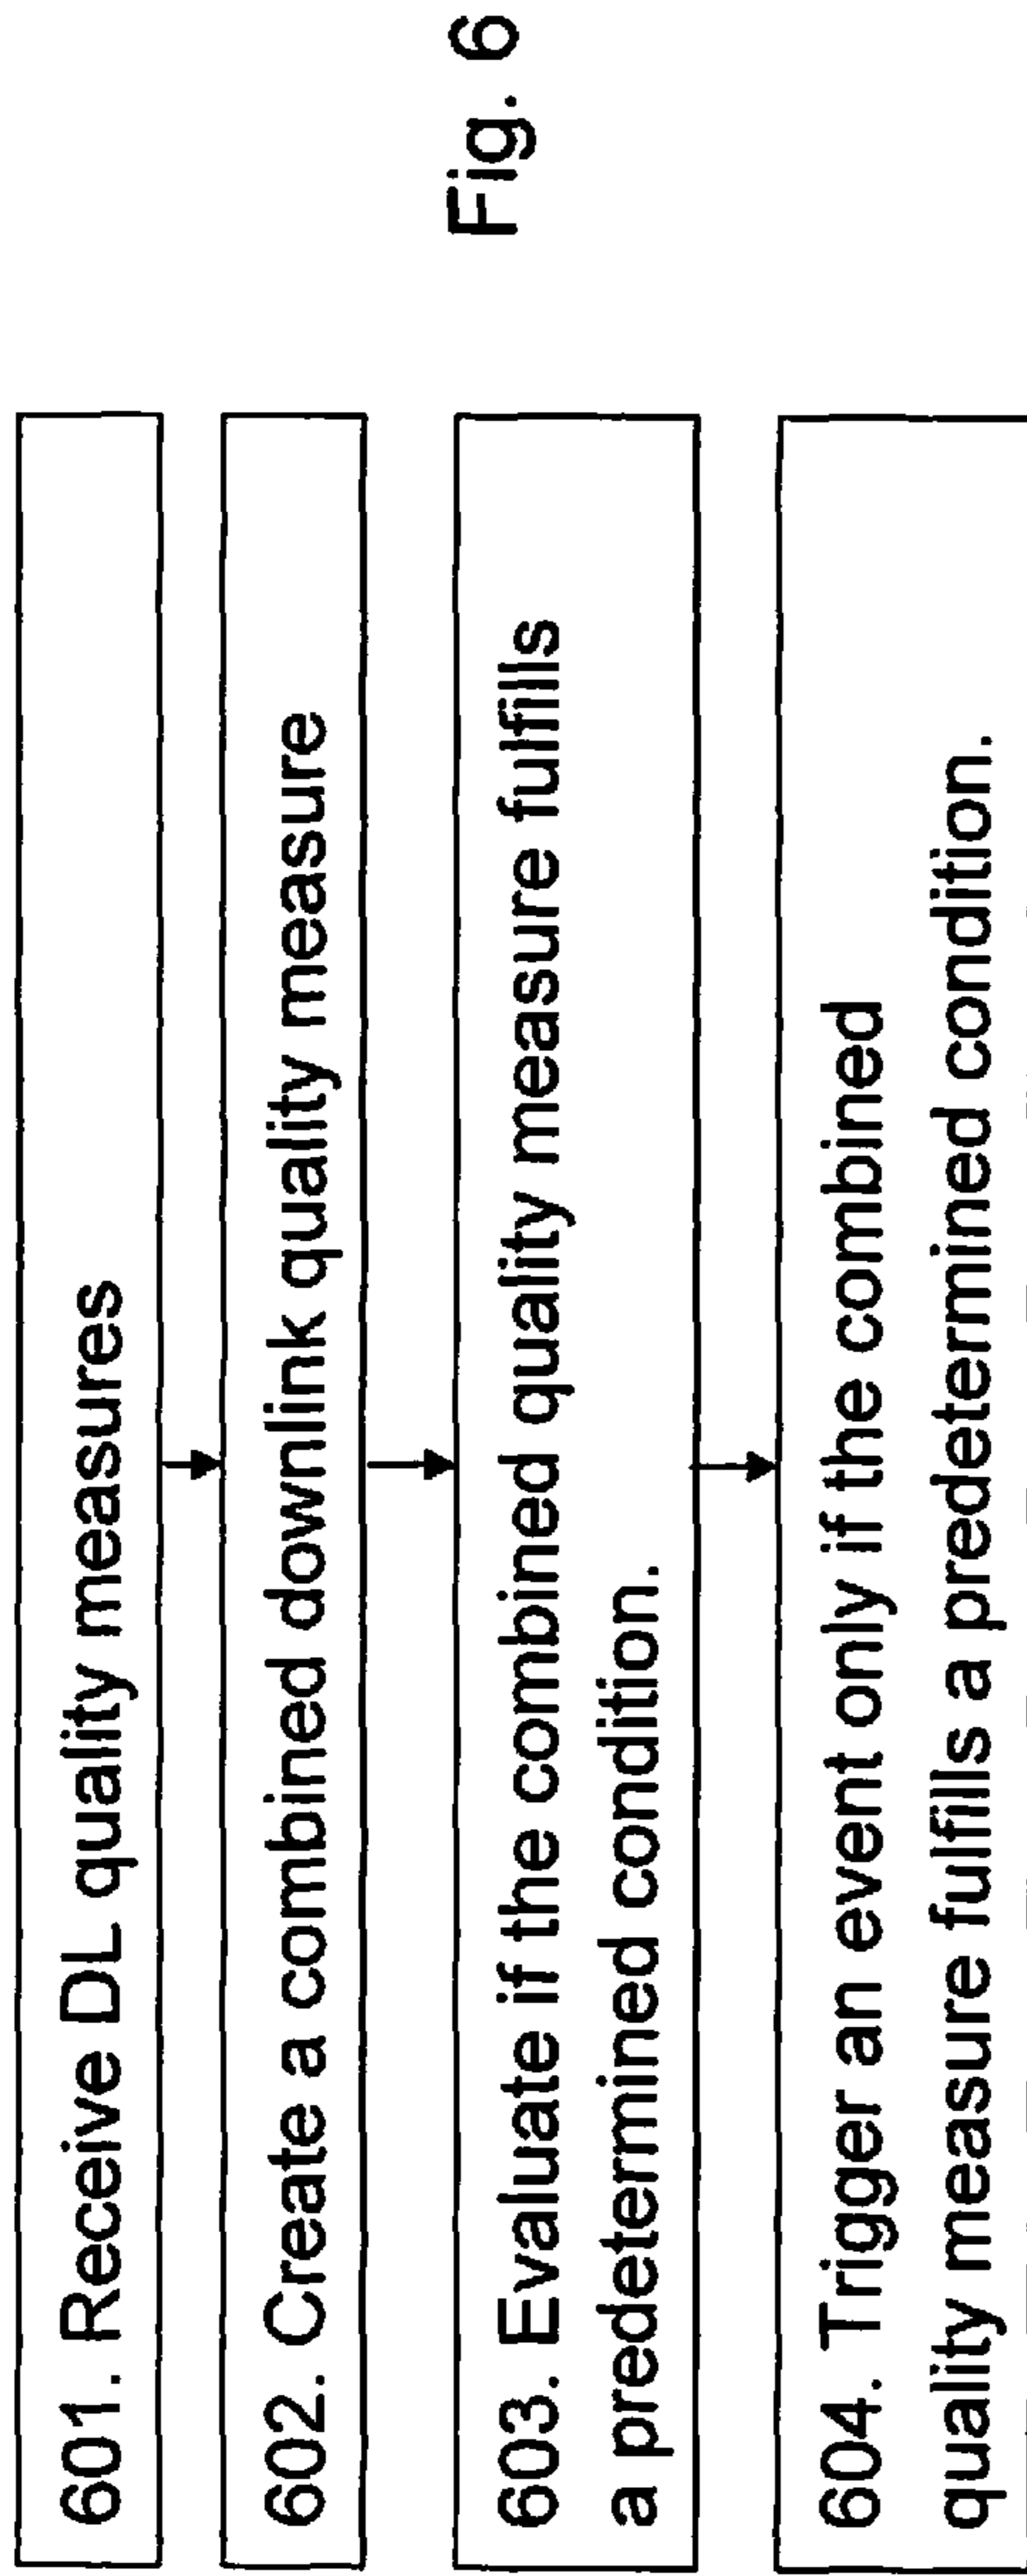 601. Receive DL quality measures
602. Create a combined downlink quality measure
603. Evaluate if the combined quality measure fulfills
a predetermined condition.
604. Trigger an event only if the combined
quality measure fulfills a predetermined condition.
Fig. 6